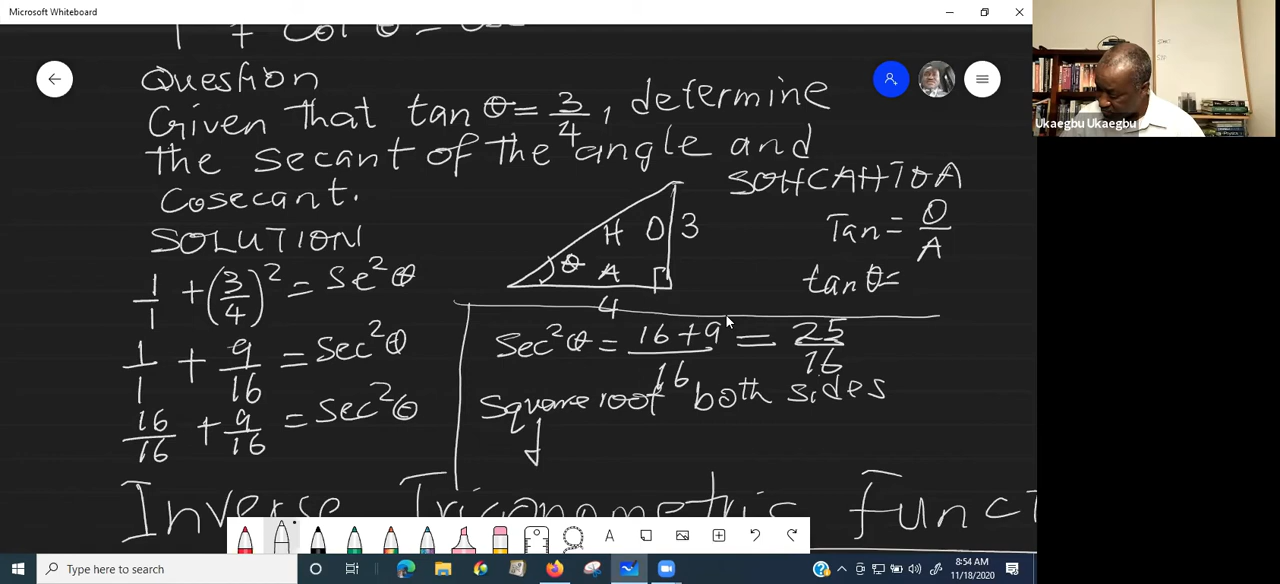 Microsoft Whiteboard
Question
Given That tan θ = 3/4, determine
the secant of the angle and
Cosecant.
SOLUTION
1/1 + (3/4)² = Se²θ
1/1 + 9/16 = Sec²θ
16/16 + 9/16 = Sec²θ
H O 3
θ A
4
SOHCAHTOA
Tan = O/A
tan θ =
Sec²θ = 16+9/16 = 25/16
Square root both sides
Inverse Trigonometric Funct
Ukaegbu Ukaegbu
Type here to search
8:54 AM
11/18/2020